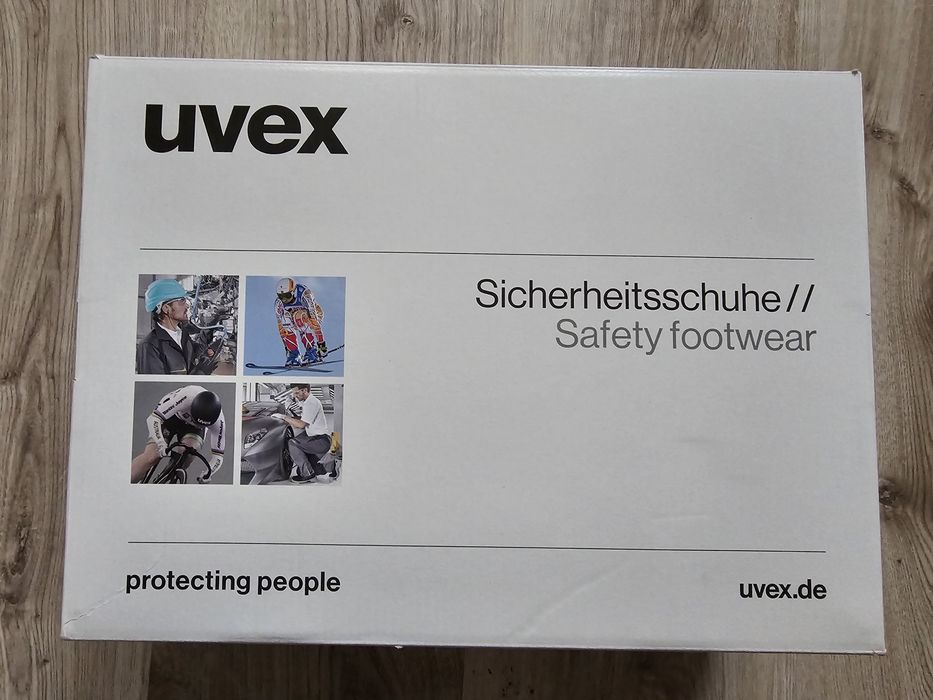 uvex
Sicherheitsschuhe//
Safety footwear
protecting people
uvex.de